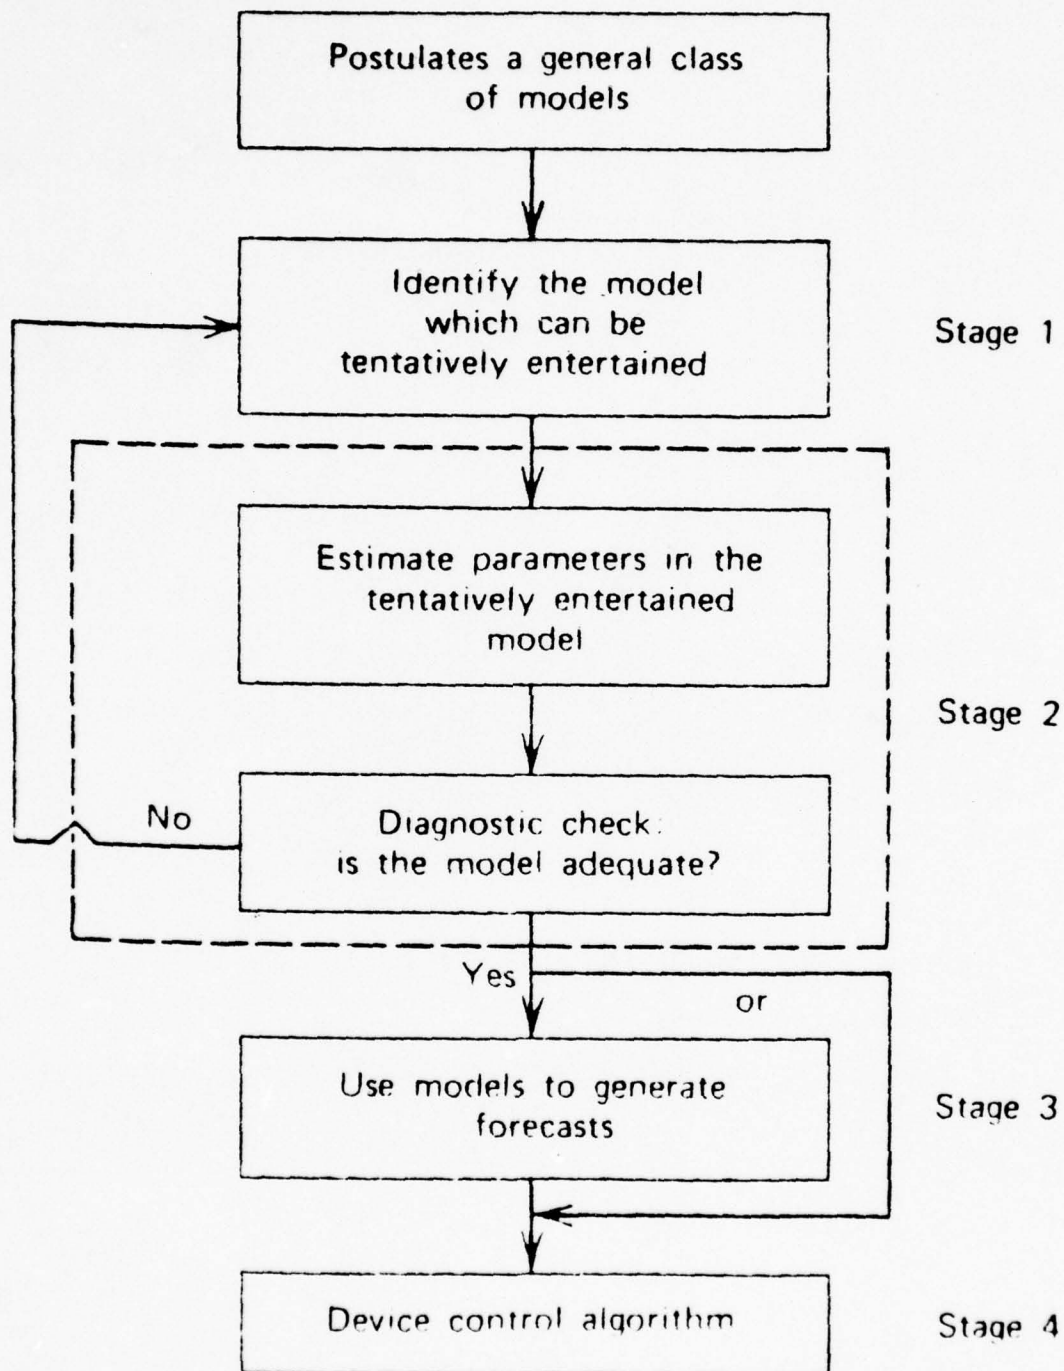 Postulates a general class
of models
Identify the model
which can be
tentatively entertained
Stage 1
Estimate parameters in the
tentatively entertained
model
Stage 2
No
Diagnostic check:
is the model adequate?
Yes
or
Use models to generate
forecasts
Stage 3
Device control algorithm
Stage 4